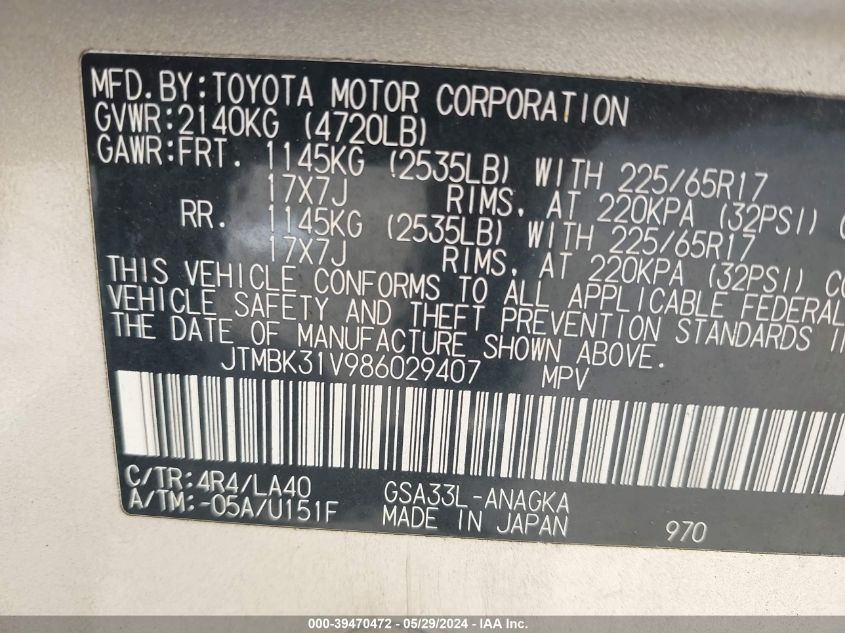 MFD.BY:TOYOTA MOTOR CORPORATION
GVWR:2140KG (4720LB)
GAWR:FRT. 1145KG (2535LB) WITH 225/65R17
17X7J RIMS, AT 220KPA (32PSI)
RR. 1145KG (2535LB) WITH 225/65R17
17X7J RIMS, AT 220KPA (32PSI) CO
THIS VEHICLE CONFORMS TO ALL APPLICABLE FEDERAL
VEHICLE SAFETY AND THEFT PREVENTION STANDARDS I
THE DATE OF MANUFACTURE SHOWN ABOVE.
JTMBK31V986029407 MPV
C/TR:4R4/LA40 GSA33L-ANAGKA
A/TM:-05A/U151F MADE IN JAPAN 970
000-39470472 - 05/29/2024 - IAA Inc.